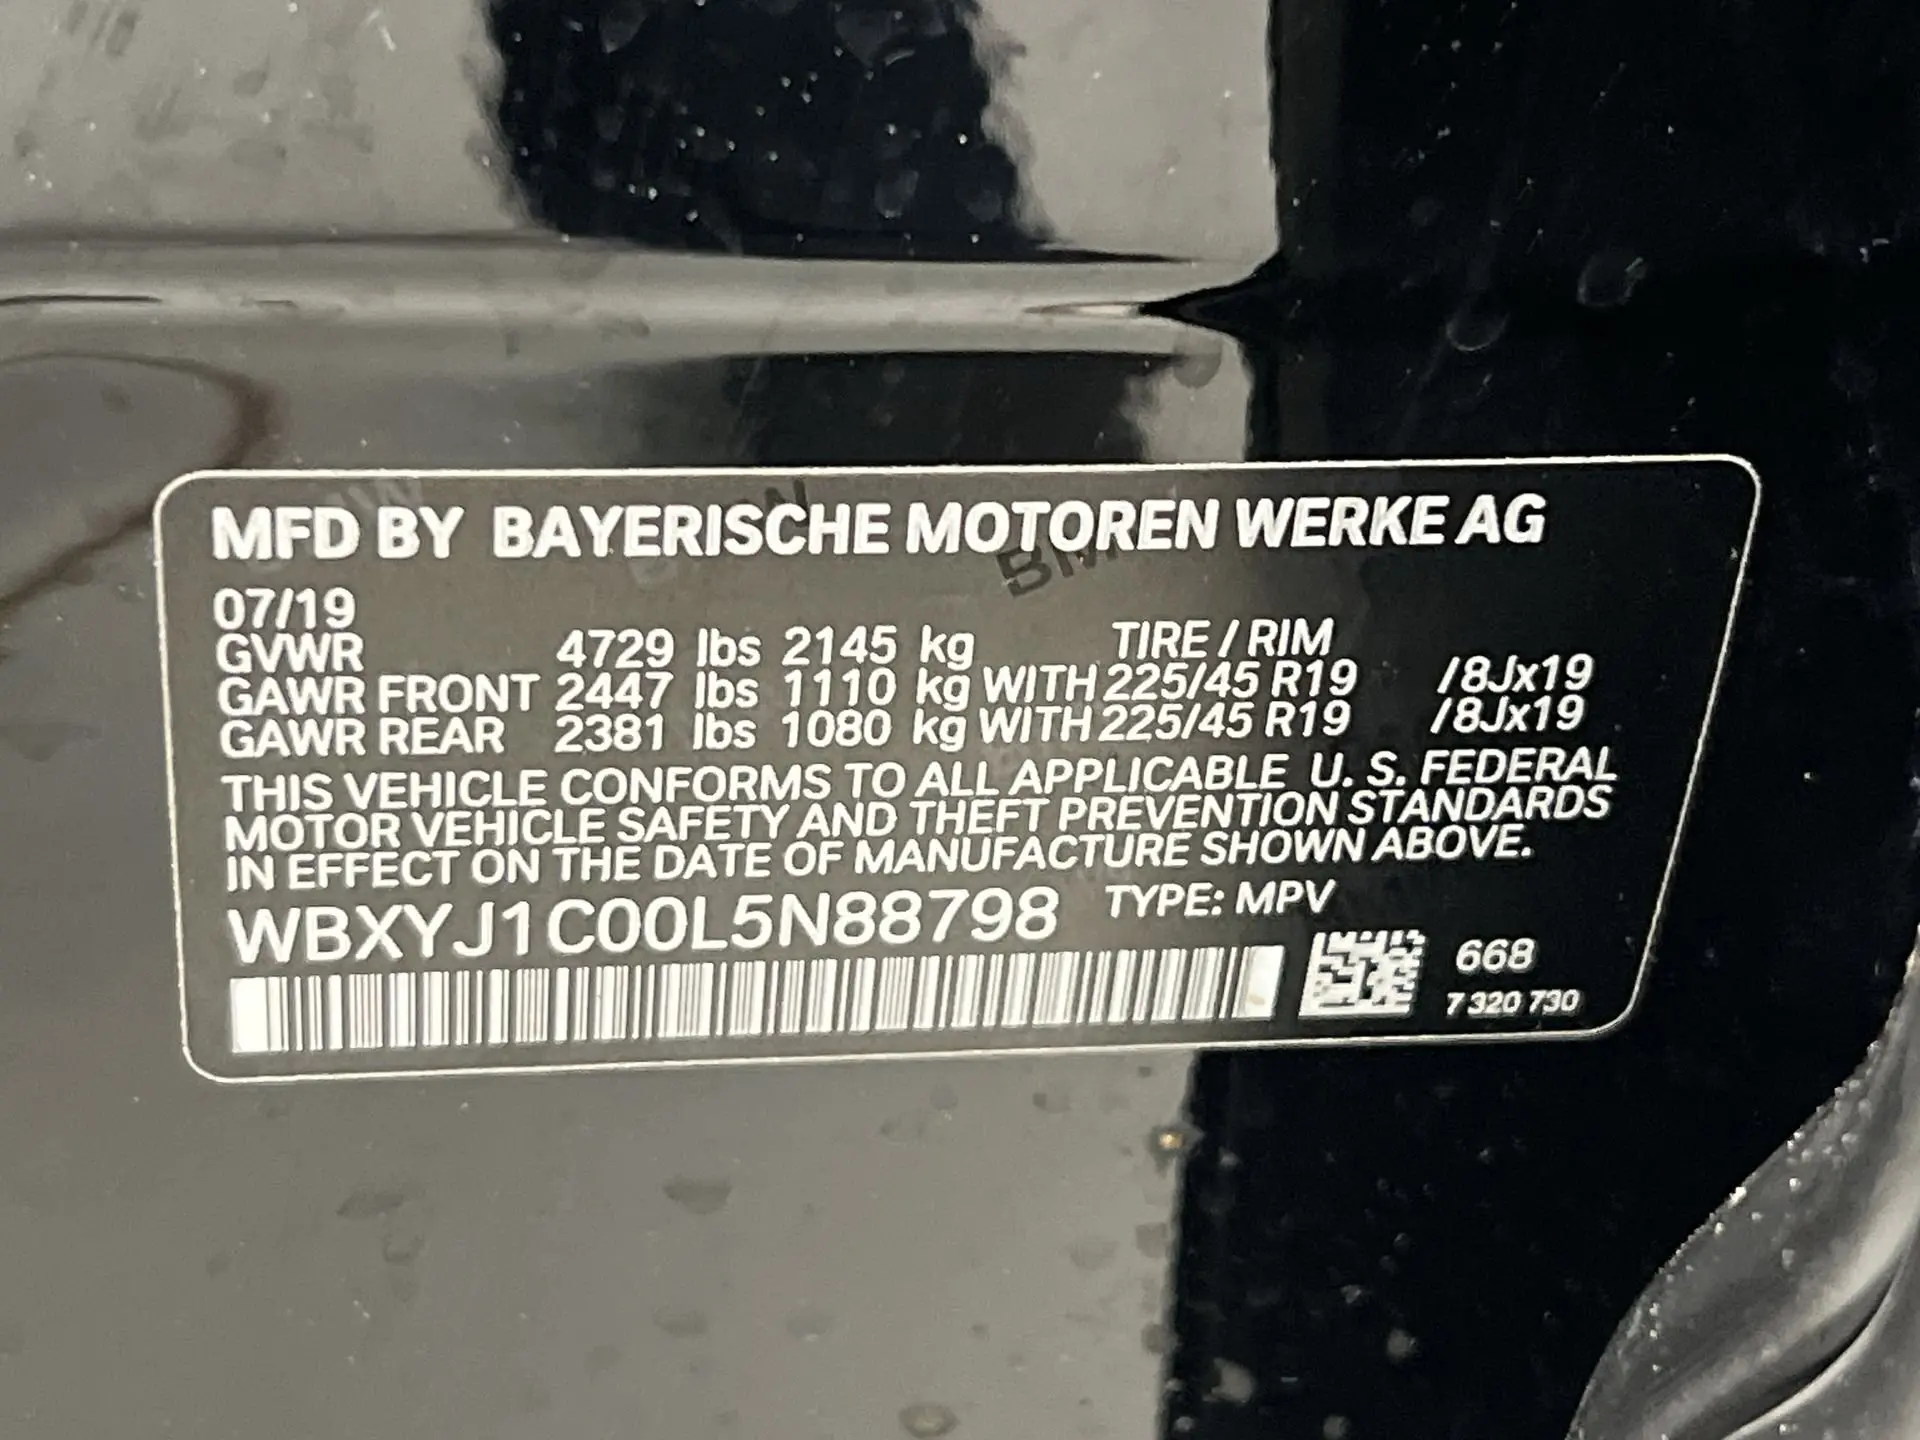 MFD BY BAYERISCHE MOTOREN WERKE AG
07/19
GVWR 4729 lbs 2145 kg TIRE / RIM
GAWR FRONT 2447 lbs 1110 kg WITH 225/45 R19 /8Jx19
GAWR REAR 2381 lbs 1080 kg WITH 225/45 R19 /8Jx19
THIS VEHICLE CONFORMS TO ALL APPLICABLE U. S. FEDERAL
MOTOR VEHICLE SAFETY AND THEFT PREVENTION STANDARDS
IN EFFECT ON THE DATE OF MANUFACTURE SHOWN ABOVE.
WBXYJ1C00L5N88798 TYPE: MPV
668
7 320 730